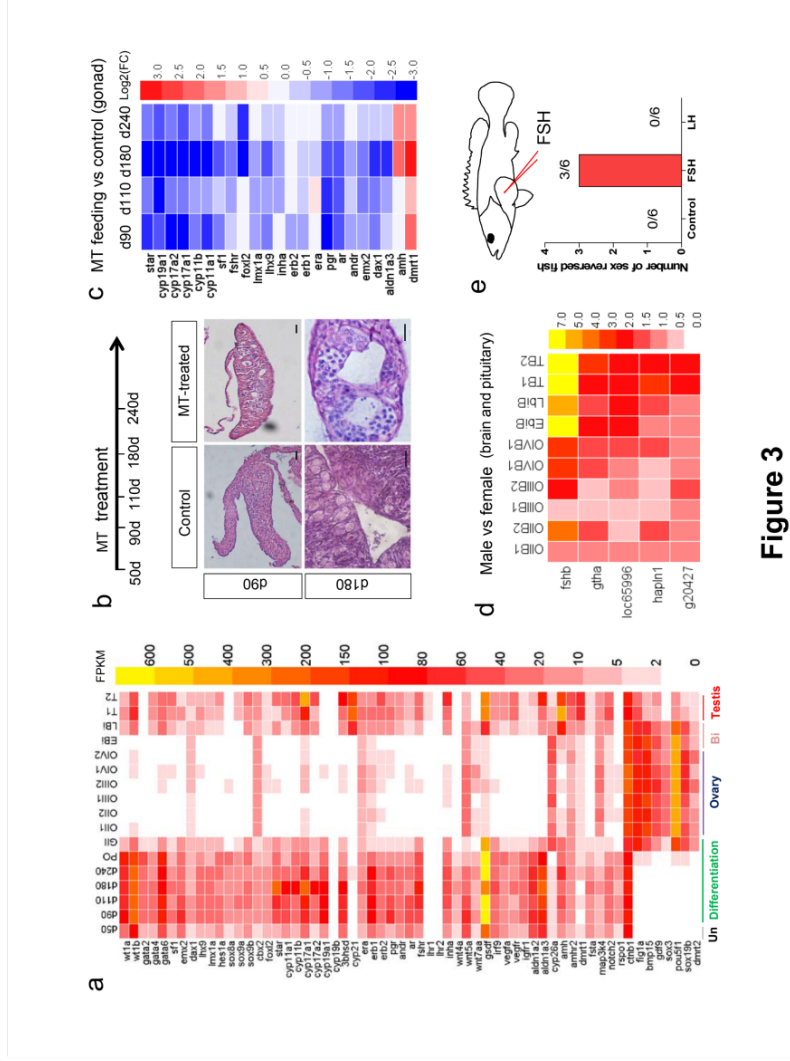 a
FPKM
600
500
400
300
200
150
100
80
60
40
20
10
5
2
0
d50
d90
d110
d180
d240
PO
GII
OII1
OII2
OIII1
OIII2
OIV1
OIV2
EBi
LBi
T1
T2
wt1a
wt1b
gata2
gata4
gata6
sf1
emx2
dax1
lhx9
lmx1a
hes1a
sox8a
sox9a
sox9b
cbx2
foxl2
star
cyp11a1
cyp11b
cyp17a1
cyp17a2
cyp19a1
cyp19b
3bhsd
cyp21
era
erb1
erb2
pgr
andr
ar
fshr
lhr1
lhr2
inha
wnt4a
wnt5a
wnt7aa
gsdf
irf9
vegfa
vegfr
igfr1
aldn1a2
aldn1a3
cyp26a
amh
amhr2
dmrt1
fsta
map3k4
notch2
rspo1
ctnb1
fig1a
bmp15
gdf9
sox3
pou5f1
sox19b
dmrt2
Un Differentiation Ovary Bi Testis
b
MT treatment
50d 90d 110d 180d 240d
Control MT-treated
d90
d180
c MT feeding vs control (gonad)
d90 d110 d180 d240 Log2(FC)
star
cyp19a1
cyp17a2
cyp17a1
cyp11b
cyp11a1
sf1
fshr
foxl2
lmx1a
lhx9
inha
erb2
erb1
era
pgr
ar
andr
emx2
dax1
aldn1a3
amh
dmrt1
3.0
2.5
2.0
1.5
1.0
0.5
0.0
-0.5
-1.0
-1.5
-2.0
-2.5
-3.0
d Male vs female (brain and pituitary)
OIIB1
OIIB2
OIIIB1
OIIIB2
OIVB1
OIVB1
EbiB
LbiB
TB1
TB2
fshb
gtha
loc65996
hapln1
g20427
7.0
5.0
4.0
3.0
2.0
1.5
1.0
0.5
0.0
e
FSH
Number of sex reversed fish
4
3
2
1
0
0/6
3/6
0/6
Control FSH LH
Figure 3